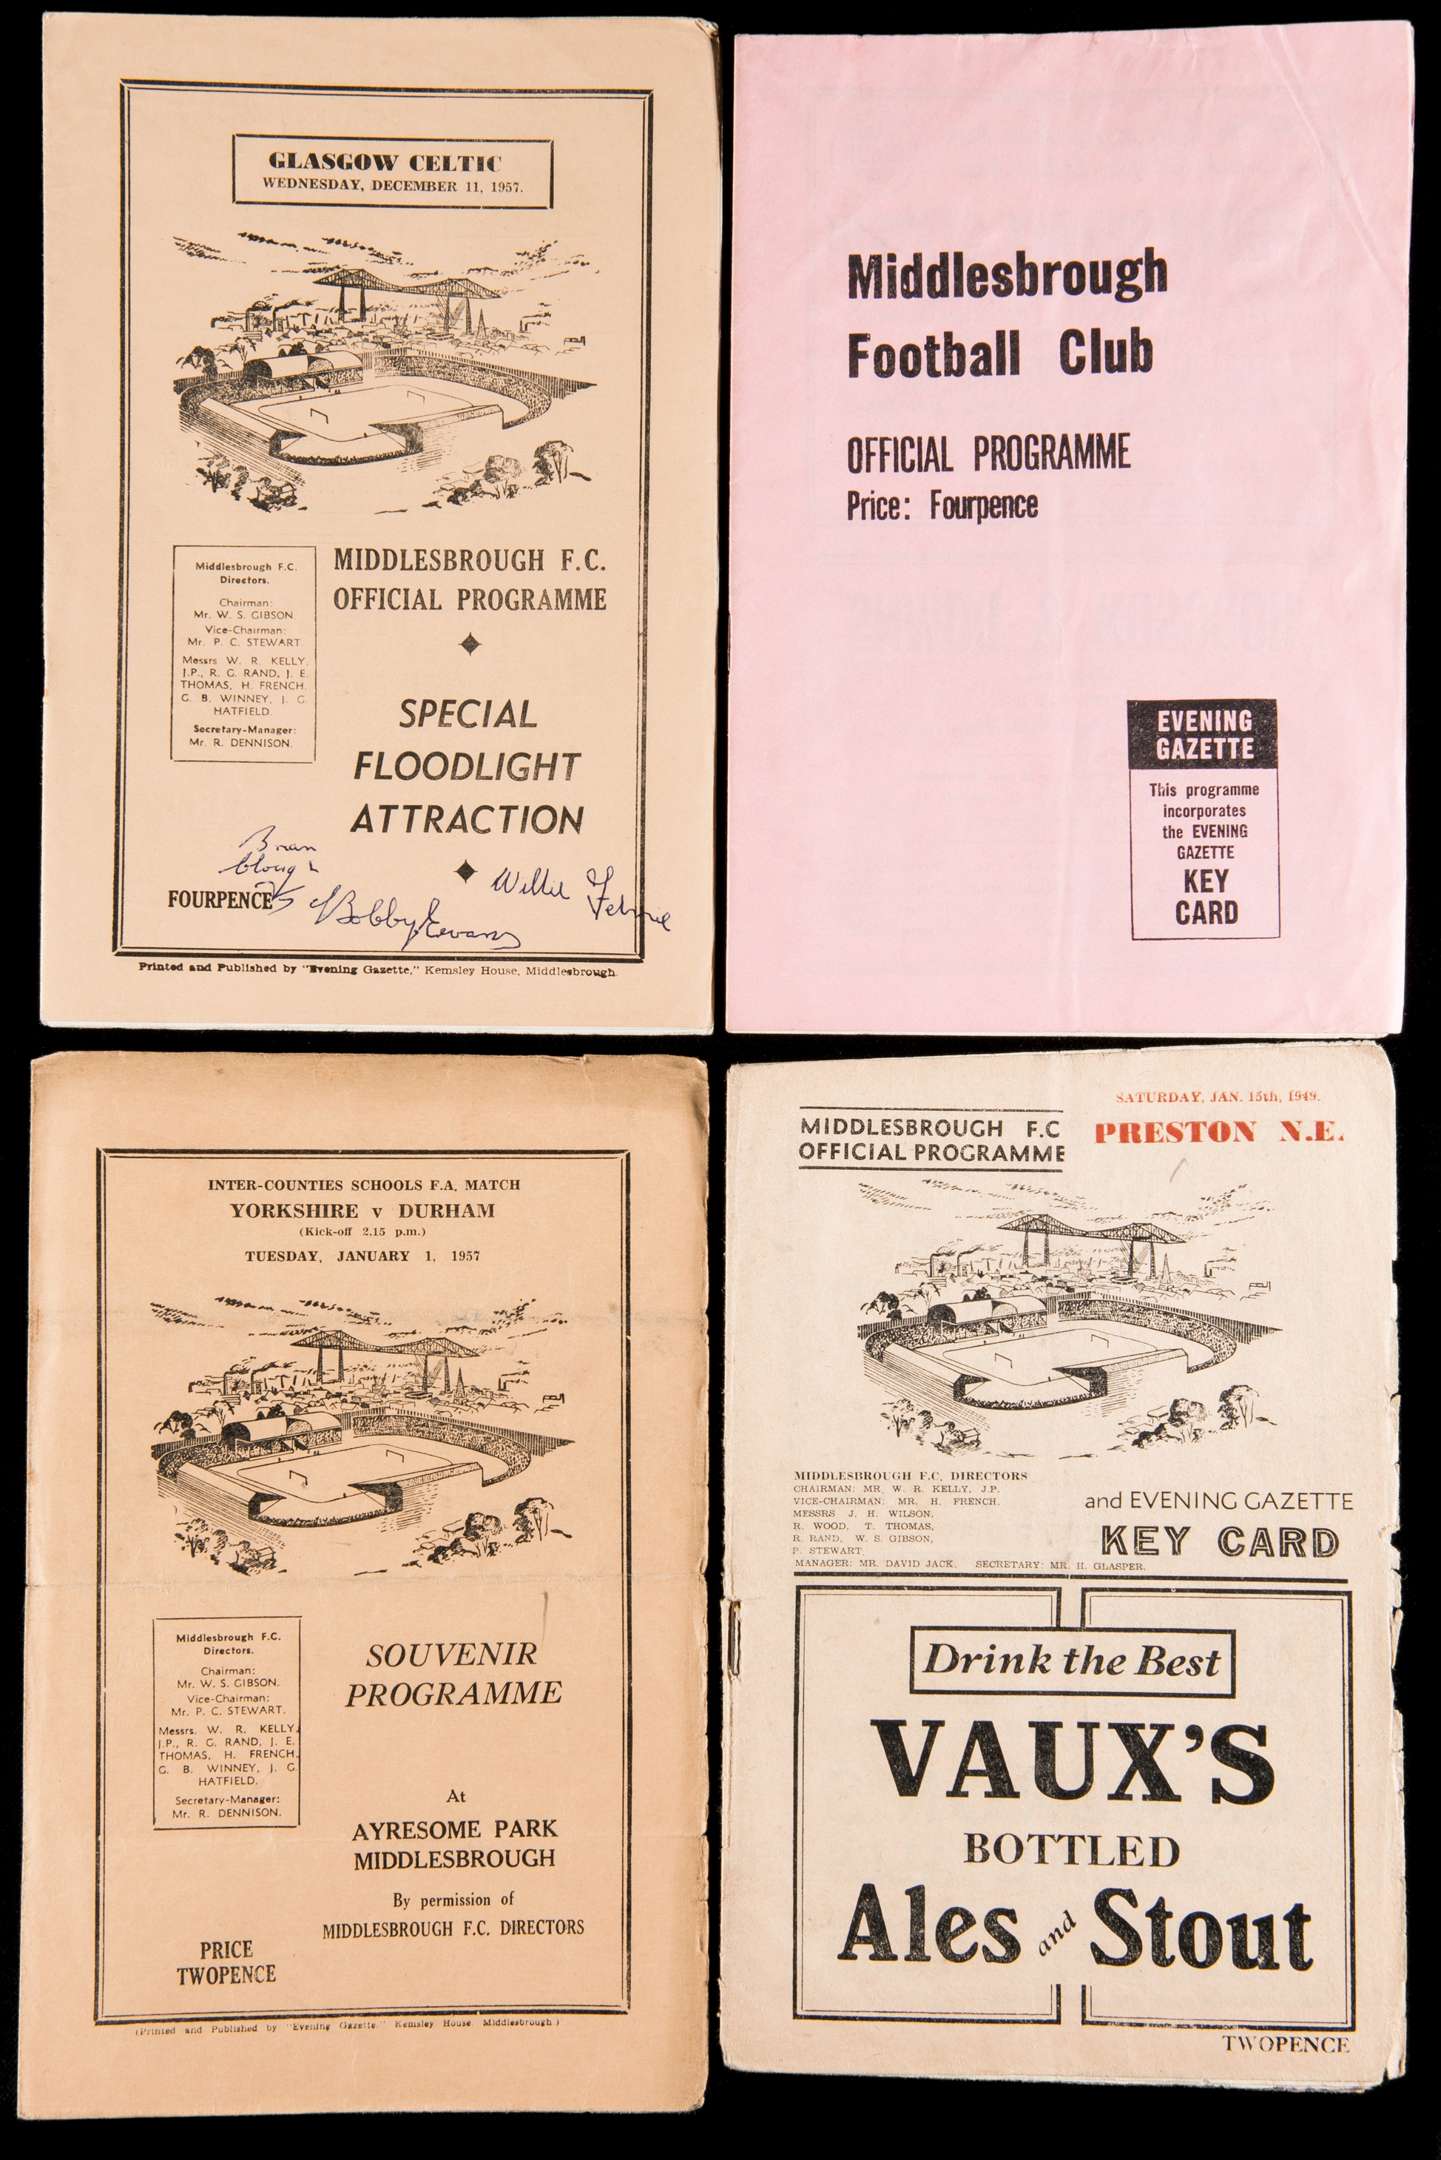 GLASGOW CELTIC
WEDNESDAY, DECEMBER 11, 1957.
Middlesbrough F.C.
Directors.
Chairman:
Mr. W. S. GIBSON
Vice-Chairman:
Mr. P. C. STEWART
Messrs W. R. KELLY,
J.P., R. G. RAND, J. E.
THOMAS, H. FRENCH.
G. B. WINNEY, J. G.
HATFIELD.
Secretary-Manager:
Mr. R. DENNISON.
MIDDLESBROUGH F.C.
OFFICIAL PROGRAMME
SPECIAL
FLOODLIGHT
ATTRACTION
Brian
Clough
FOURPENCE
Bobby Evans
Willie
Printed and Published by "Evening Gazette," Kemsley House, Middlesbrough.
Middlesbrough
Football Club
OFFICIAL PROGRAMME
Price: Fourpence
EVENING
GAZETTE
This programme
incorporates
the EVENING
GAZETTE
KEY
CARD
INTER-COUNTIES SCHOOLS F.A. MATCH
YORKSHIRE v DURHAM
(Kick-off 2.15 p.m.)
TUESDAY, JANUARY 1, 1957
Middlesbrough F.C.
Directors.
Chairman:
Mr. W. S. GIBSON.
Vice-Chairman:
Mr. P. C. STEWART.
Messrs. W. R. KELLY,
J.P., R. G. RAND, J. E.
THOMAS, H. FRENCH,
G. B. WINNEY, J. G.
HATFIELD.
Secretary-Manager:
Mr. R. DENNISON.
SOUVENIR
PROGRAMME
At
AYRESOME PARK
MIDDLESBROUGH
By permission of
MIDDLESBROUGH F.C. DIRECTORS
PRICE
TWOPENCE
(Printed and Published by "Evening Gazette," Kemsley House, Middlesbrough.)
SATURDAY, JAN. 15th, 1949.
MIDDLESBROUGH F.C
OFFICIAL PROGRAMME
PRESTON N.E.
MIDDLESBROUGH F.C. DIRECTORS
CHAIRMAN: MR. W. R. KELLY, J.P.
VICE-CHAIRMAN: MR. H. FRENCH.
MESSRS J. H. WILSON,
R. WOOD, T. THOMAS,
R. RAND, W. S. GIBSON,
P. STEWART
MANAGER: MR. DAVID JACK. SECRETARY: MR. H. GLASPER.
and EVENING GAZETTE
KEY CARD
Drink the Best
VAUX'S
BOTTLED
Ales and Stout
TWOPENCE